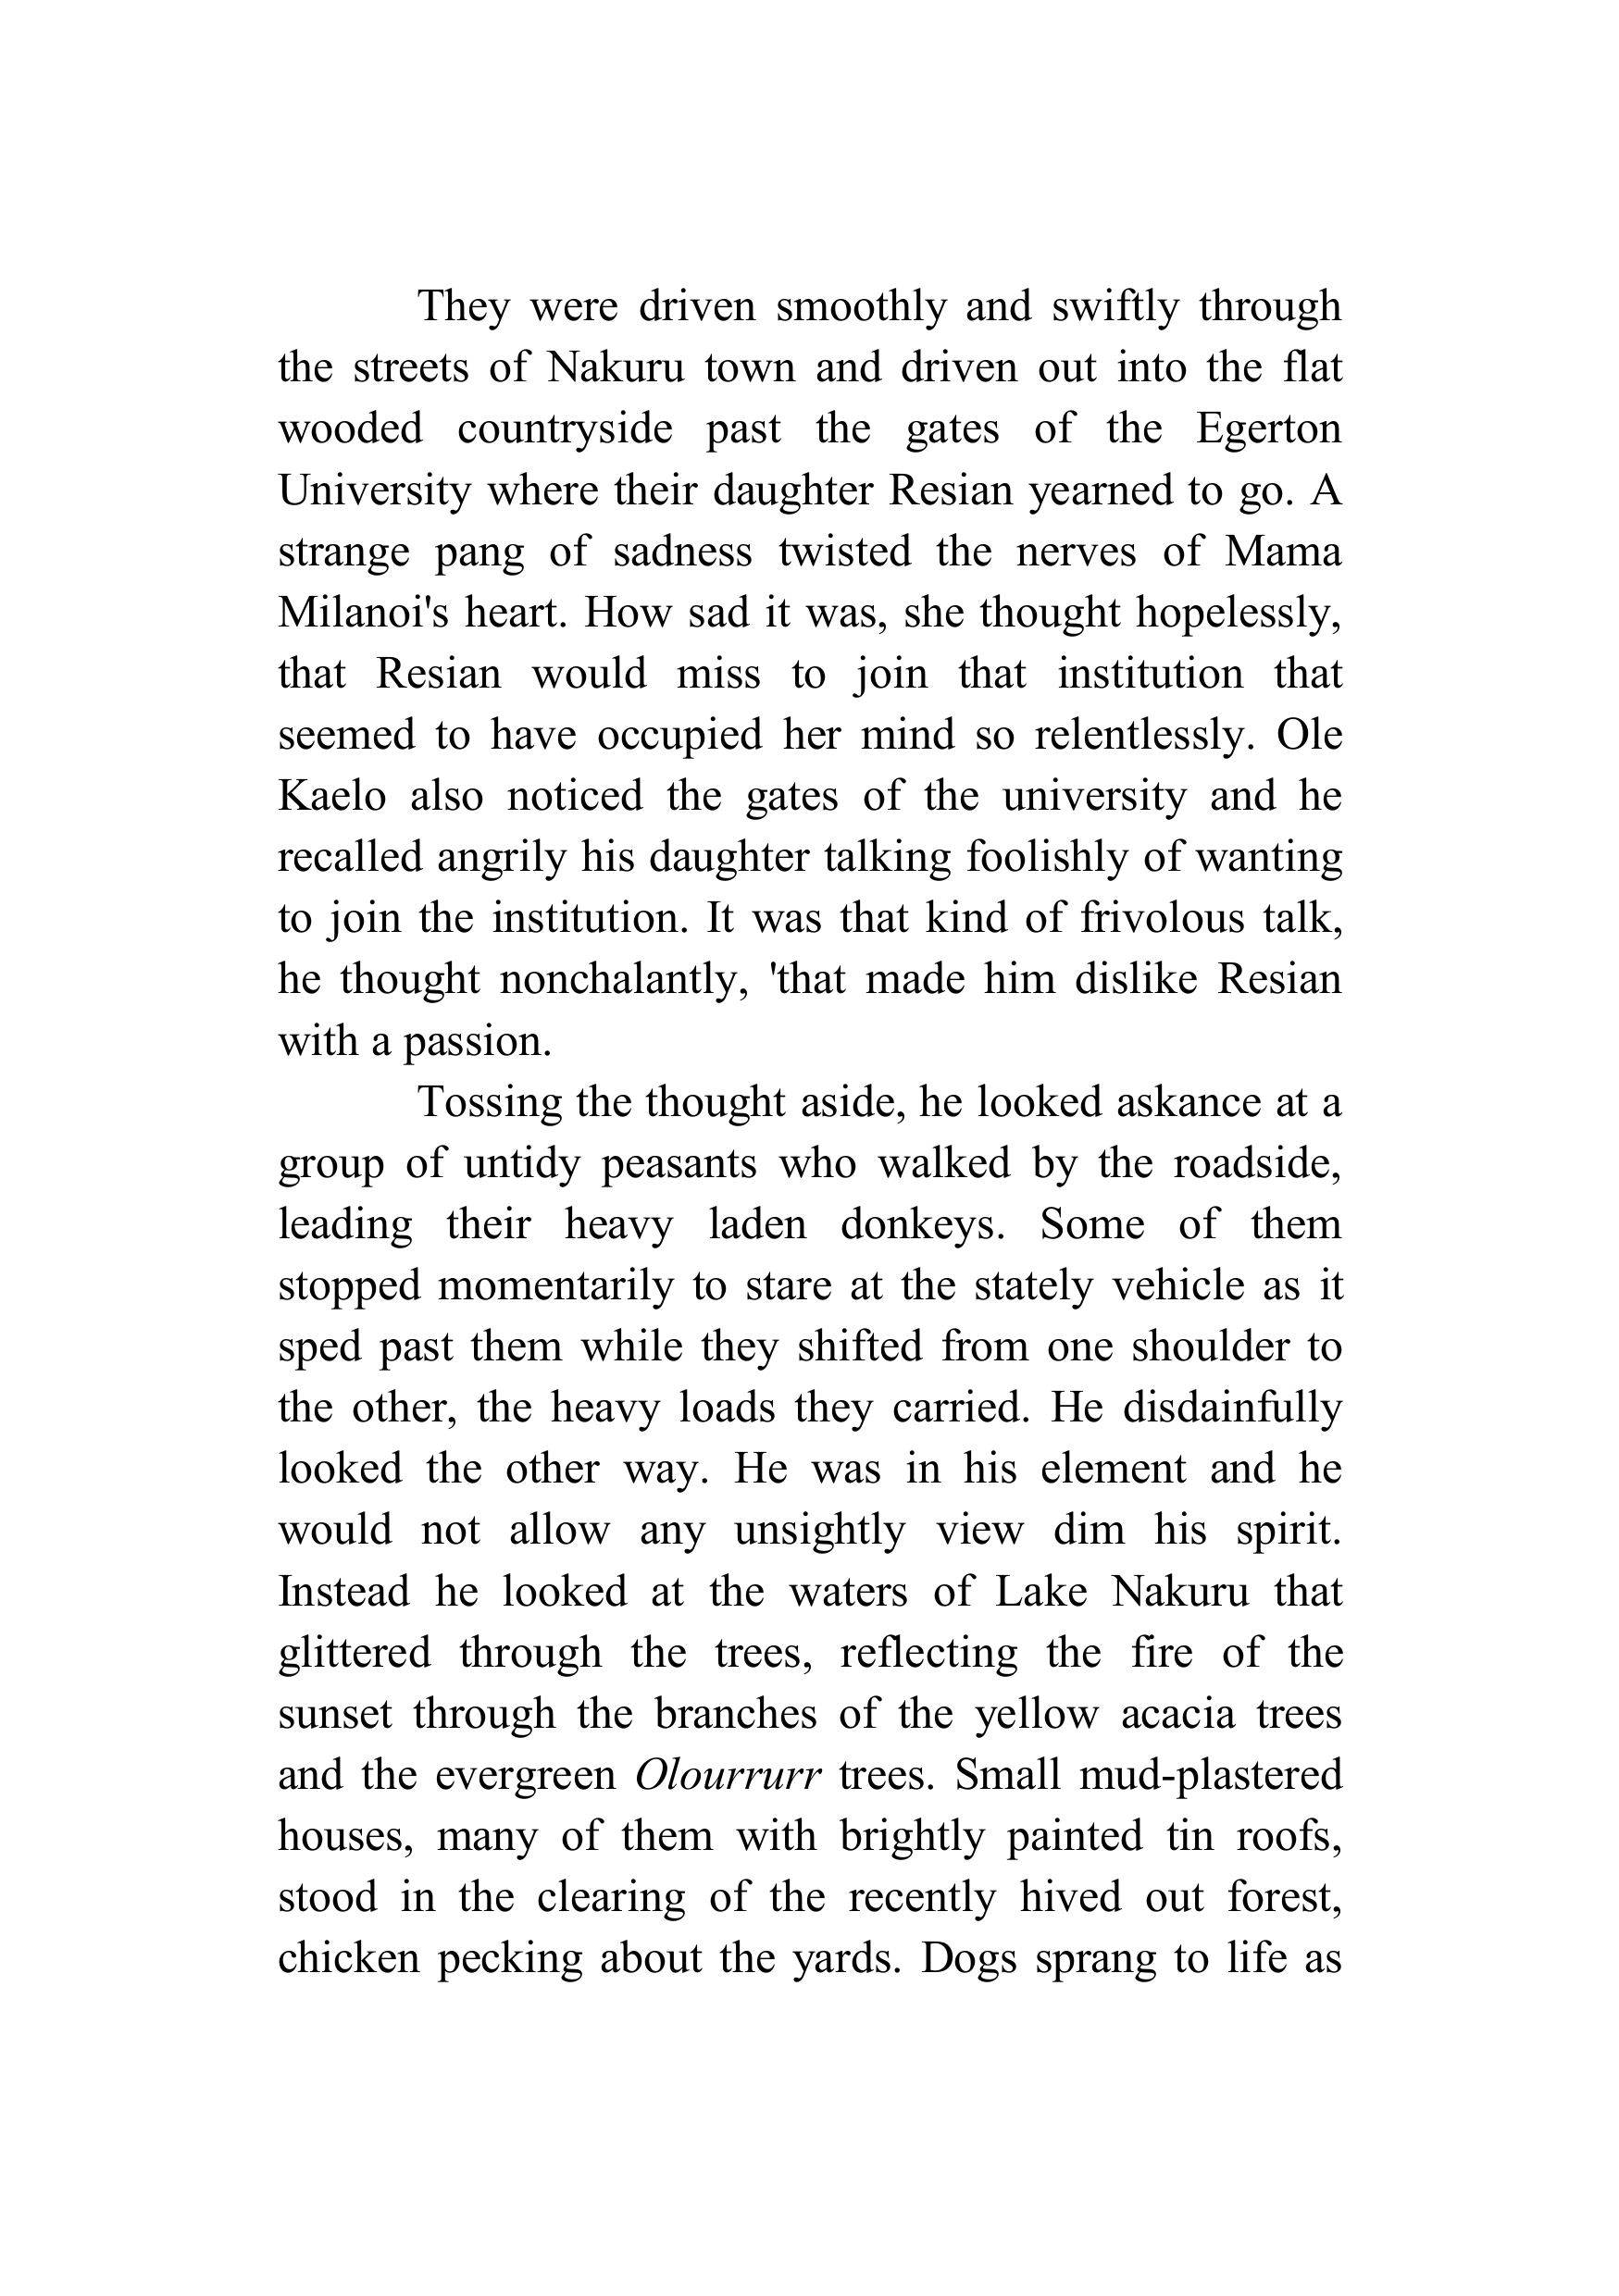 They were driven smoothly and swiftly through
the streets of Nakuru town and driven out into the flat
wooded countryside past the gates of the Egerton
University where their daughter Resian yearned to go. A
strange pang of sadness twisted the nerves of Mama
Milanoi's heart. How sad it was, she thought hopelessly,
that Resian would miss to join that institution that
seemed to have occupied her mind so relentlessly. Ole
Kaelo also noticed the gates of the university and he
recalled angrily his daughter talking foolishly of wanting
to join the institution. It was that kind of frivolous talk,
he thought nonchalantly, 'that made him dislike Resian
with a passion.
Tossing the thought aside, he looked askance at a
group of untidy peasants who walked by the roadside,
leading their heavy laden donkeys. Some of them
stopped momentarily to stare at the stately vehicle as it
sped past them while they shifted from one shoulder to
the other, the heavy loads they carried. He disdainfully
looked the other way. He was in his element and he
would not allow any unsightly view dim his spirit.
Instead he looked at the waters of Lake Nakuru that
glittered through the trees, reflecting the fire of the
sunset through the branches of the yellow acacia trees
and the evergreen Olourrurr trees. Small mud-plastered
houses, many of them with brightly painted tin roofs,
stood in the clearing of the recently hived out forest,
chicken pecking about the yards. Dogs sprang to life as